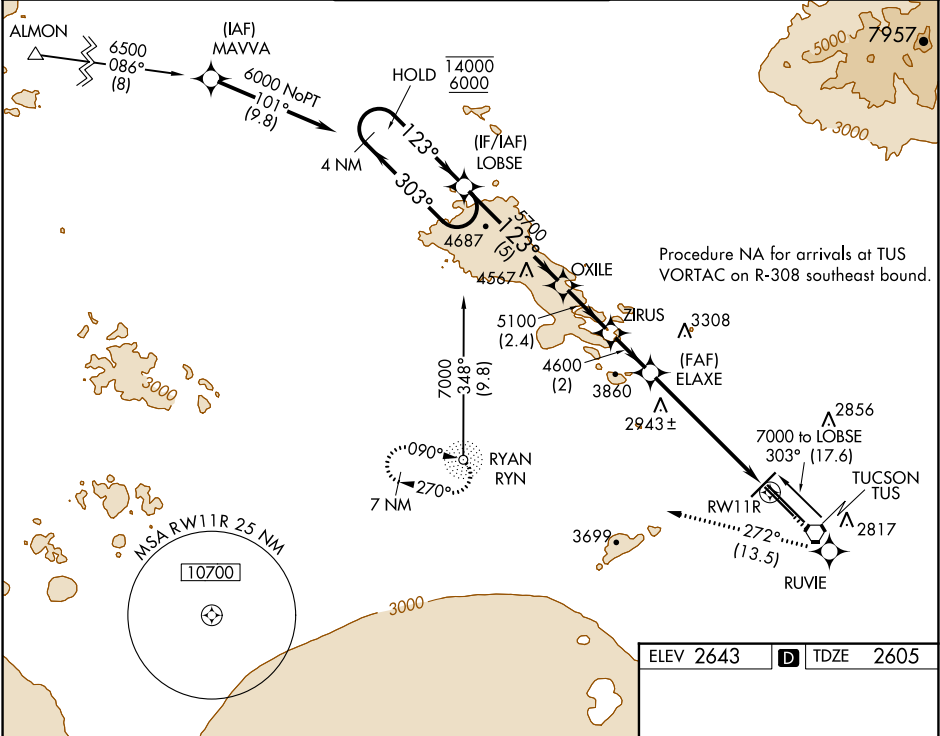 ALMON
6500
086°
(8)
(IAF)
MAVVA
6000 NoPT
101°
(9.8)
HOLD
14000
6000
4 NM
123°
303°
(IF/IAF)
LOBSE
7957
5000
3000
4687
5700
123°
(5)
4567
OXILE
Procedure NA for arrivals at TUS
VORTAC on R-308 southeast bound.
5100
(2.4)
ZIRUS
3308
4600
(2)
(FAF)
ELAXE
3860
2943±
3000
7000
348°
(9.8)
2856
7000 to LOBSE
303° (17.6)
090°
270°
7 NM
RYAN
RYN
RW11R
TUCSON
TUS
2817
272°
(13.5)
RUVIE
3699
MSA RW11R 25 NM
10700
3000
ELEV 2643 D TDZE 2605